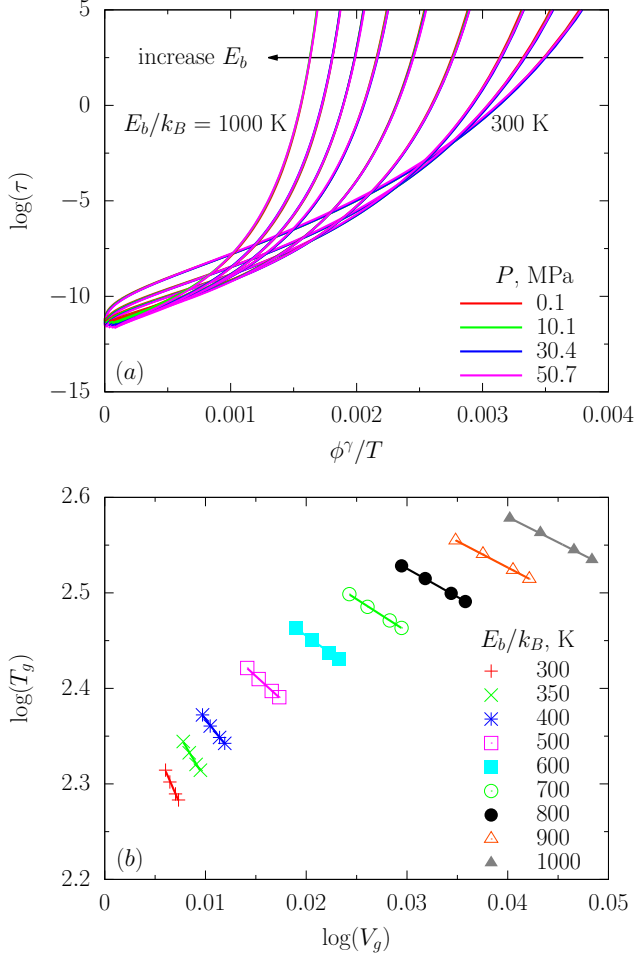 5
0
−5
−10
−15
log(τ)
increase E_b
E_b/k_B = 1000 K
300 K
P, MPa
0.1
10.1
30.4
50.7
(a)
0 0.001 0.002 0.003 0.004
ϕ^γ/T
2.6
2.5
2.4
2.3
2.2
log(T_g)
E_b/k_B, K
300
350
400
500
600
700
800
900
1000
(b)
0 0.01 0.02 0.03 0.04 0.05
log(V_g)